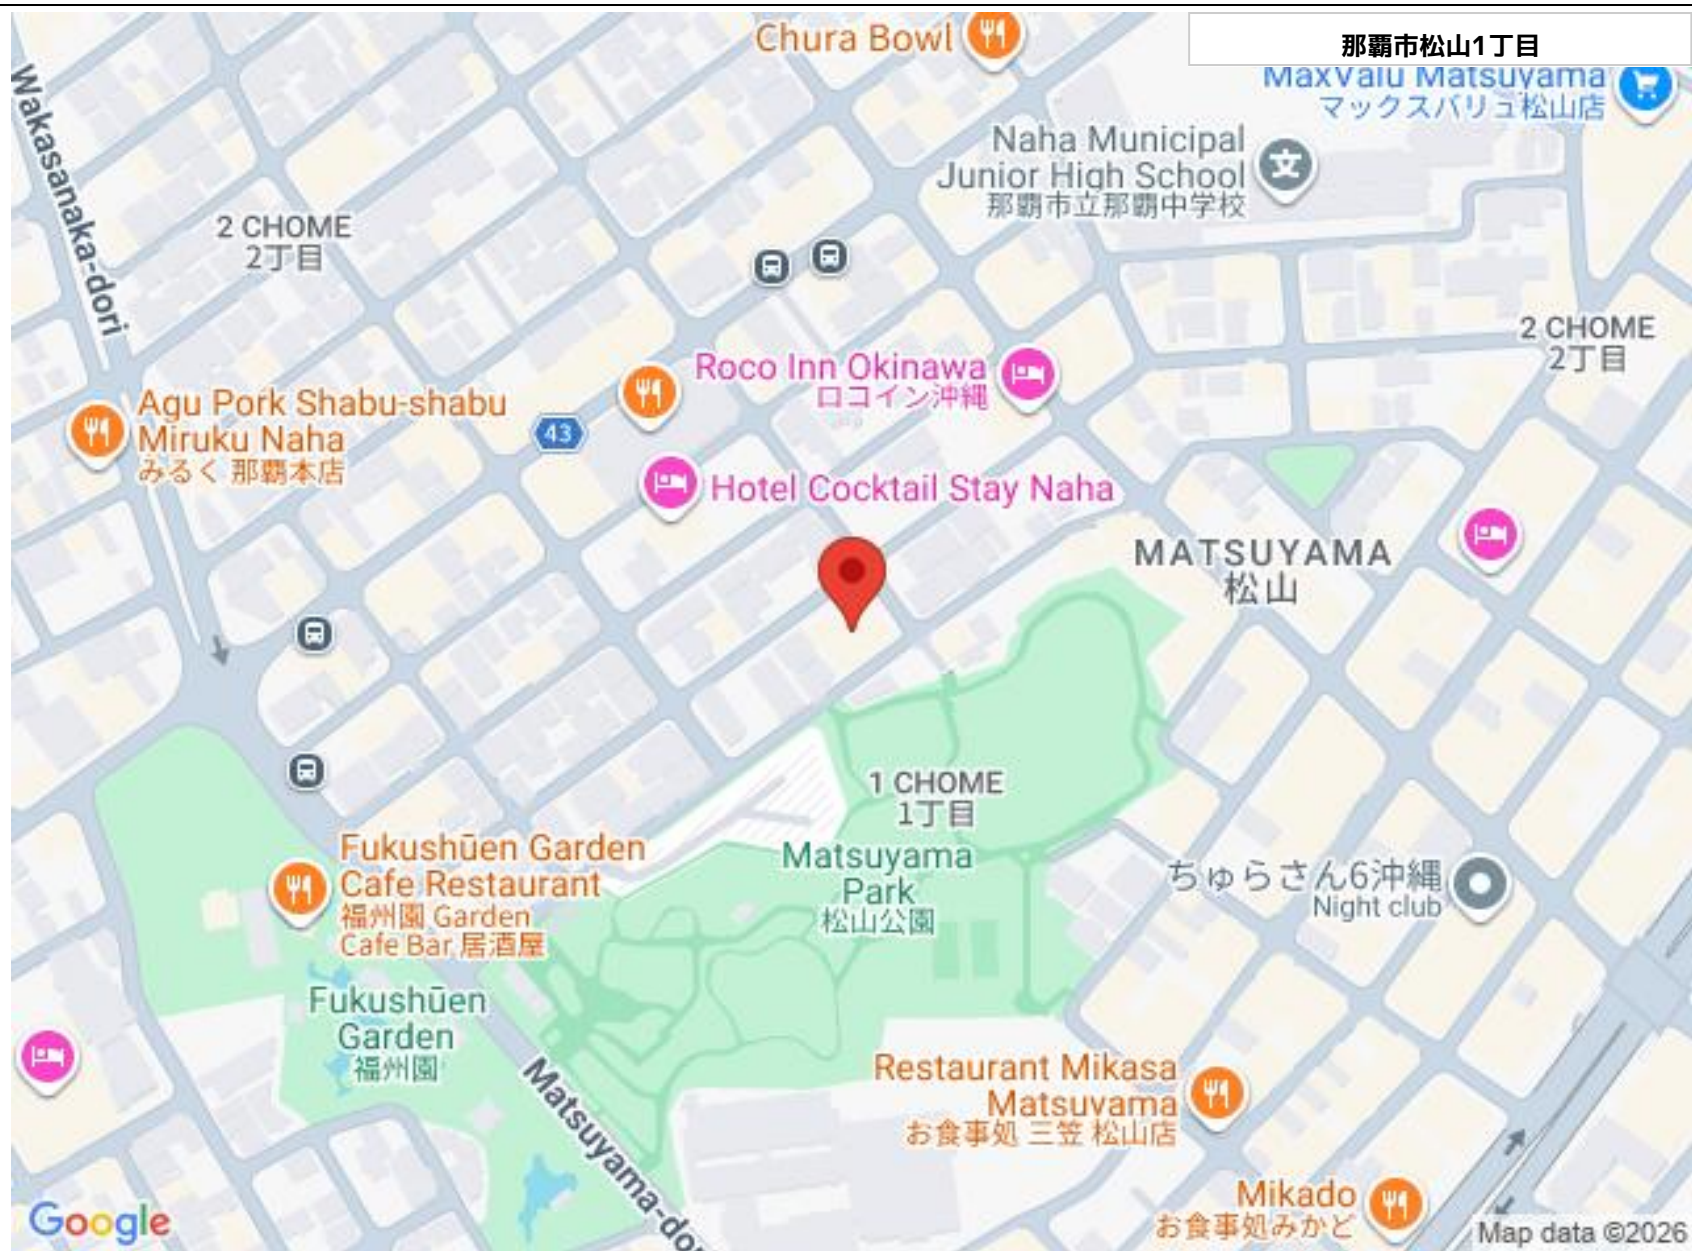 那覇市松山1丁目
Chura Bowl
MaxValu Matsuyama
マックスバリュ松山店
Naha Municipal
Junior High School
那覇市立那覇中学校
Wakasanaka-dori
2 CHOME
2丁目
2 CHOME
2丁目
Roco Inn Okinawa
ロコイン沖縄
Agu Pork Shabu-shabu
Miruku Naha
みるく 那覇本店
43
Hotel Cocktail Stay Naha
MATSUYAMA
松山
1 CHOME
1丁目
Matsuyama
Park
松山公園
Fukushūen Garden
Cafe Restaurant
福州園 Garden
Cafe Bar 居酒屋
ちゅらさん6沖縄
Night club
Fukushūen
Garden
福州園
Matsuyama-do
Restaurant Mikasa
Matsuyama
お食事処 三笠 松山店
Mikado
お食事処みかど
Google
Map data ©2026